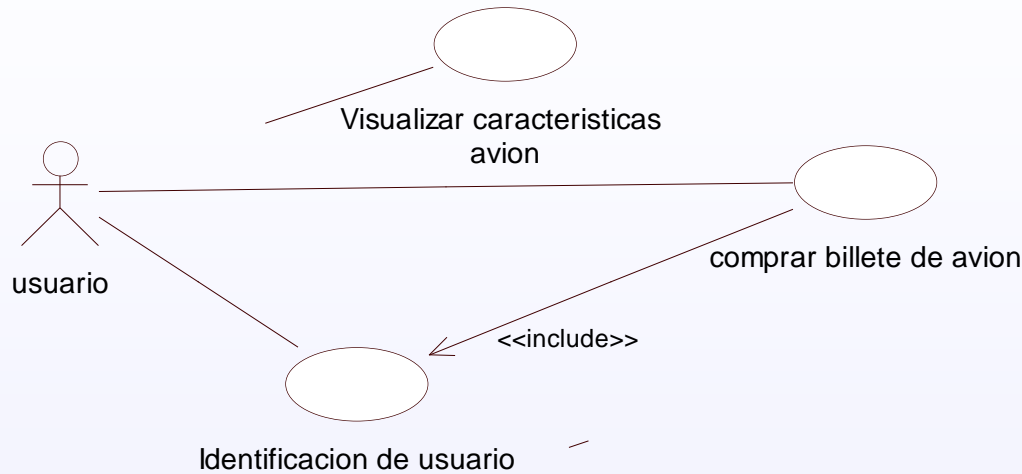 Visualizar caracteristicas
avion
usuario
comprar billete de avion
<<include>>
Identificacion de usuario